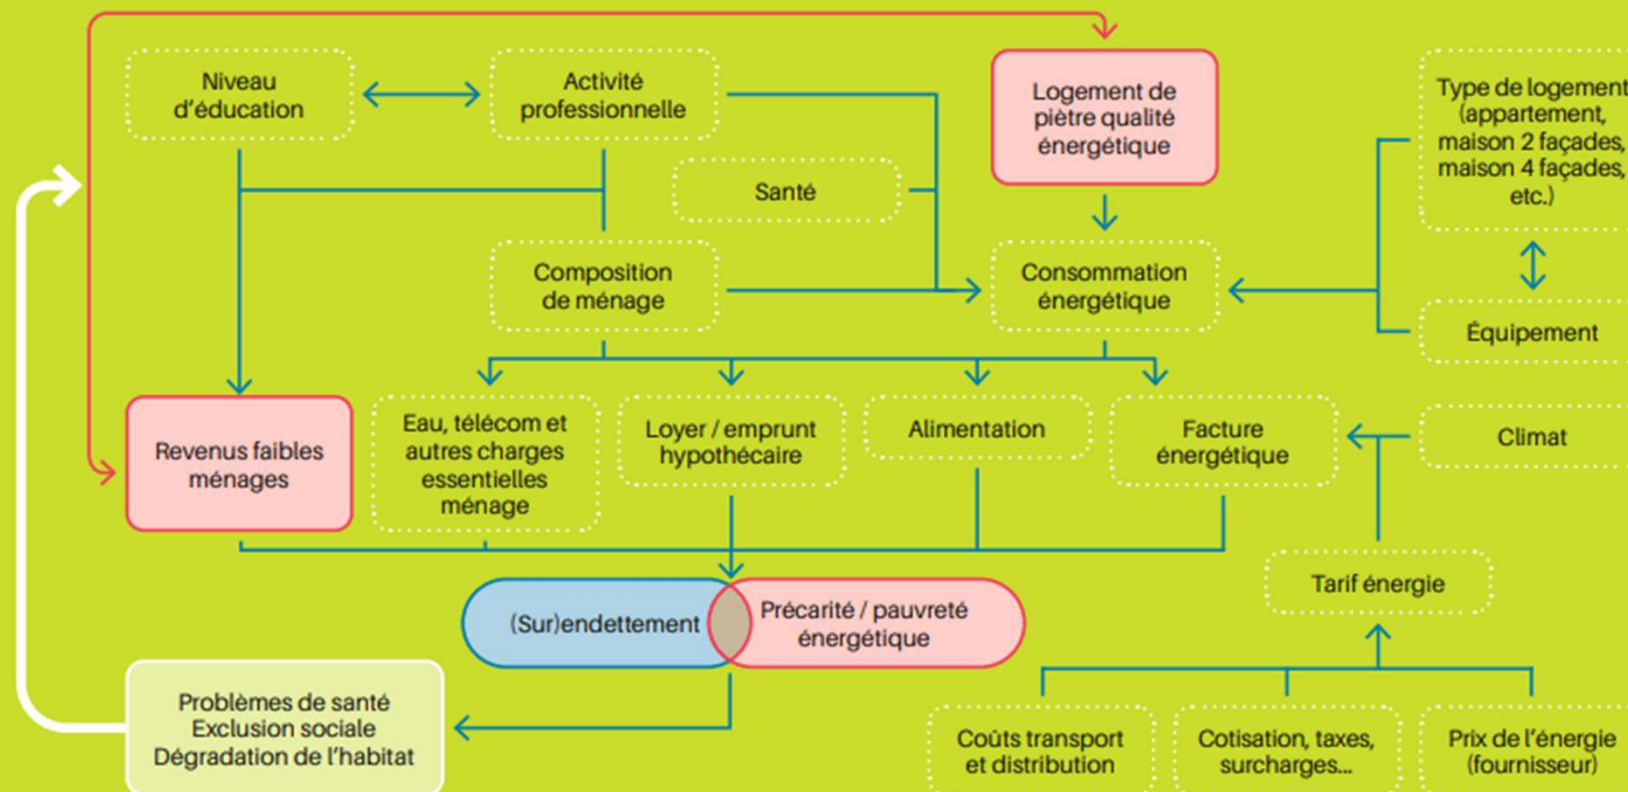 Niveau
d'éducation
Activité
professionnelle
Logement de
piètre qualité
énergétique
Type de logement
(appartement,
maison 2 façades,
maison 4 façades,
etc.)
Santé
Composition
de ménage
Consommation
énergétique
Équipement
Revenus faibles
ménages
Eau, télécom et
autres charges
essentielles
ménage
Loyer / emprunt
hypothécaire
Alimentation
Facture
énergétique
Climat
Tarif énergie
(Sur)endettement
Précarité / pauvreté
énergétique
Problèmes de santé
Exclusion sociale
Dégradation de l'habitat
Coûts transport
et distribution
Cotisation, taxes,
surcharges...
Prix de l'énergie
(fournisseur)